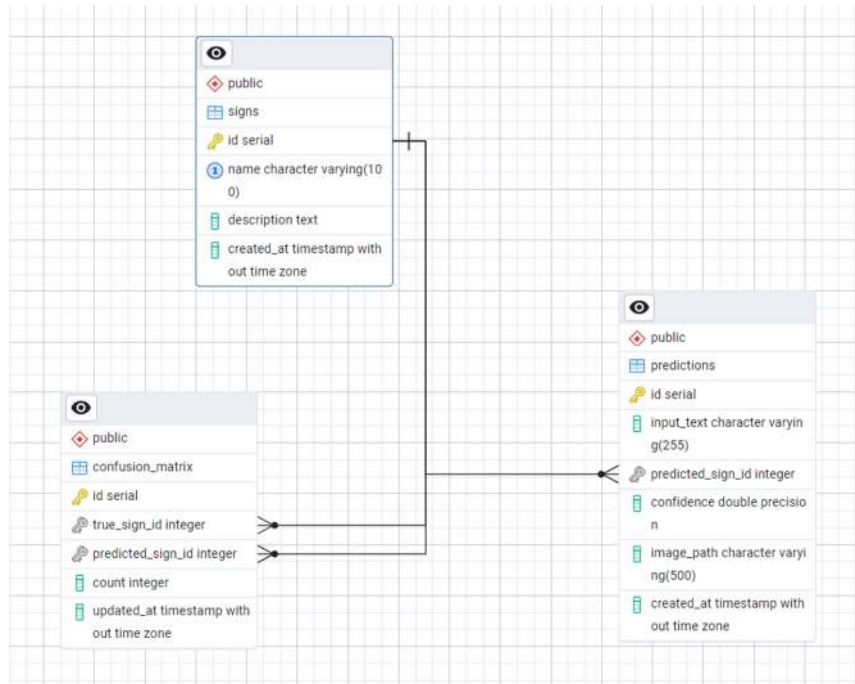 public
signs
id serial
name character varying(10
0)
description text
created_at timestamp with
out time zone
public
predictions
id serial
input_text character varyin
g(255)
predicted_sign_id integer
confidence double precisio
n
image_path character varyi
ng(500)
created_at timestamp with
out time zone
public
confusion_matrix
id serial
true_sign_id integer
predicted_sign_id integer
count integer
updated_at timestamp with
out time zone